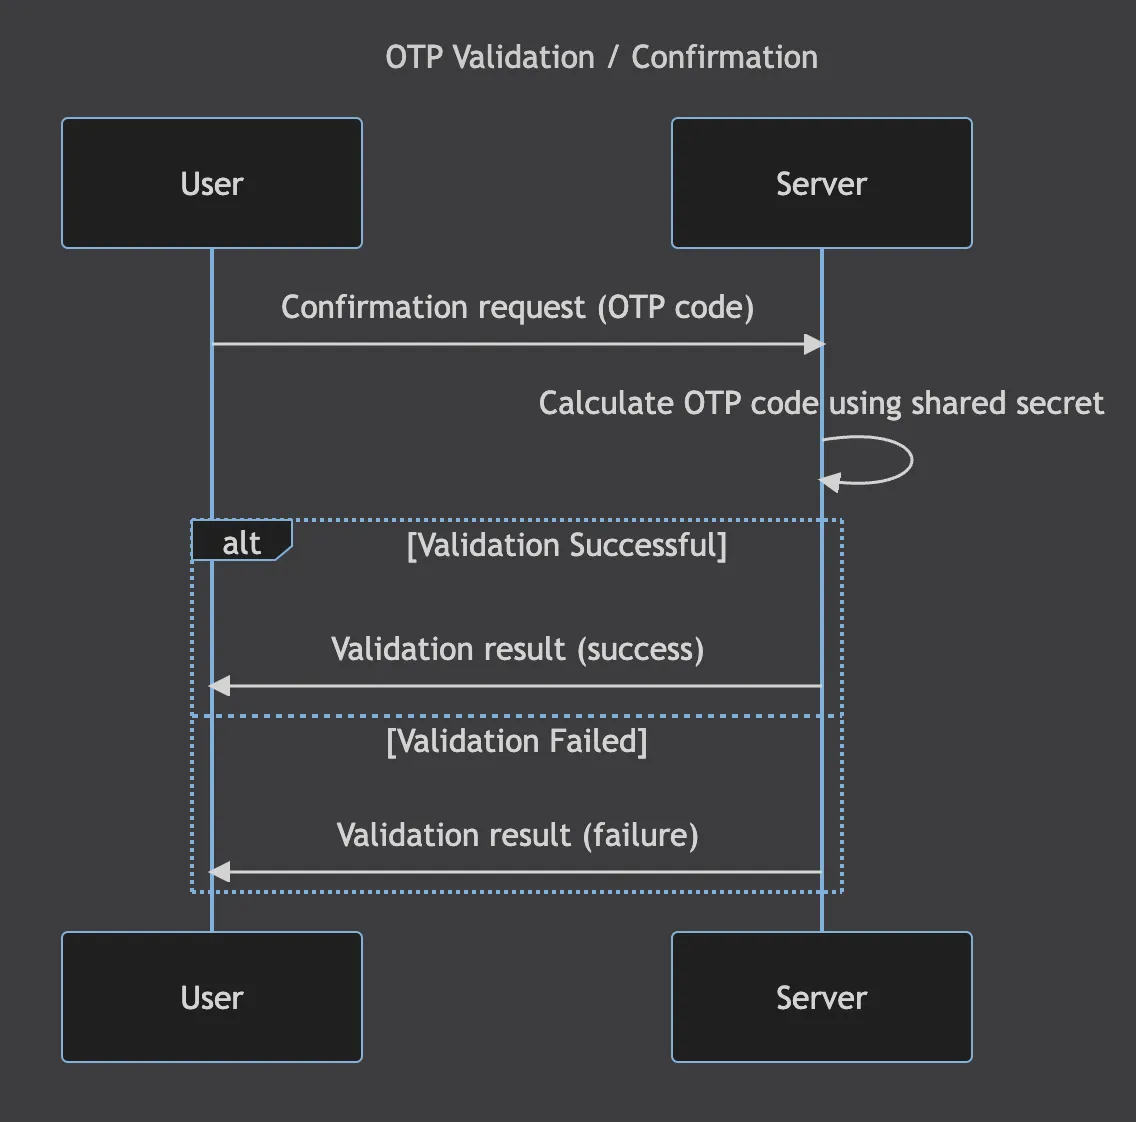 OTP Validation / Confirmation
User
Server
Confirmation request (OTP code)
Calculate OTP code using shared secret
alt
[Validation Successful]
Validation result (success)
[Validation Failed]
Validation result (failure)
User
Server